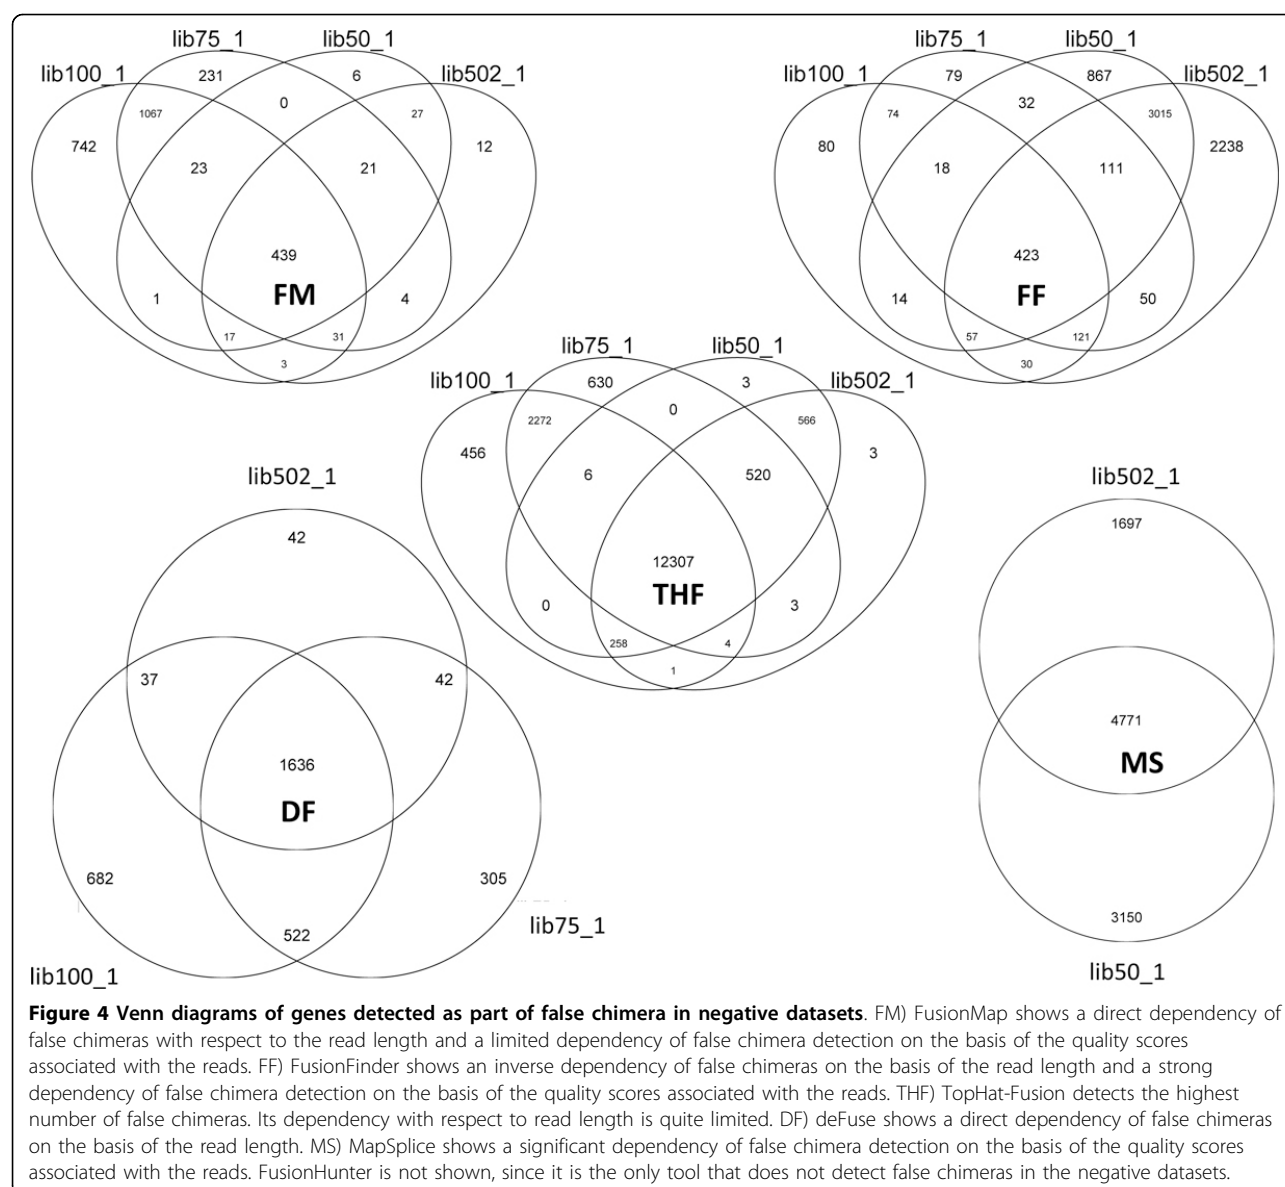 lib75_1 lib50_1
lib100_1 231 6 lib502_1
0
1067 27
742 12
23 21
439
FM
1 4
17 31
3
lib75_1 lib50_1
lib100_1 79 867 lib502_1
32
74 3015
80 2238
18 111
423
FF
14 50
57 121
30
lib75_1 lib50_1
lib100_1 630 3 lib502_1
0
2272 566
456 3
6 520
12307
THF
0 3
258 4
1
lib502_1
42
37 42
1636
DF
682 305
522
lib75_1
lib100_1
lib502_1
1697
4771
MS
3150
lib50_1
Figure 4 Venn diagrams of genes detected as part of false chimera in negative datasets. FM) FusionMap shows a direct dependency of
false chimeras with respect to the read length and a limited dependency of false chimera detection on the basis of the quality scores
associated with the reads. FF) FusionFinder shows an inverse dependency of false chimeras on the basis of the read length and a strong
dependency of false chimera detection on the basis of the quality scores associated with the reads. THF) TopHat-Fusion detects the highest
number of false chimeras. Its dependency with respect to read length is quite limited. DF) deFuse shows a direct dependency of false chimeras
on the basis of the read length. MS) MapSplice shows a significant dependency of false chimera detection on the basis of the quality scores
associated with the reads. FusionHunter is not shown, since it is the only tool that does not detect false chimeras in the negative datasets.